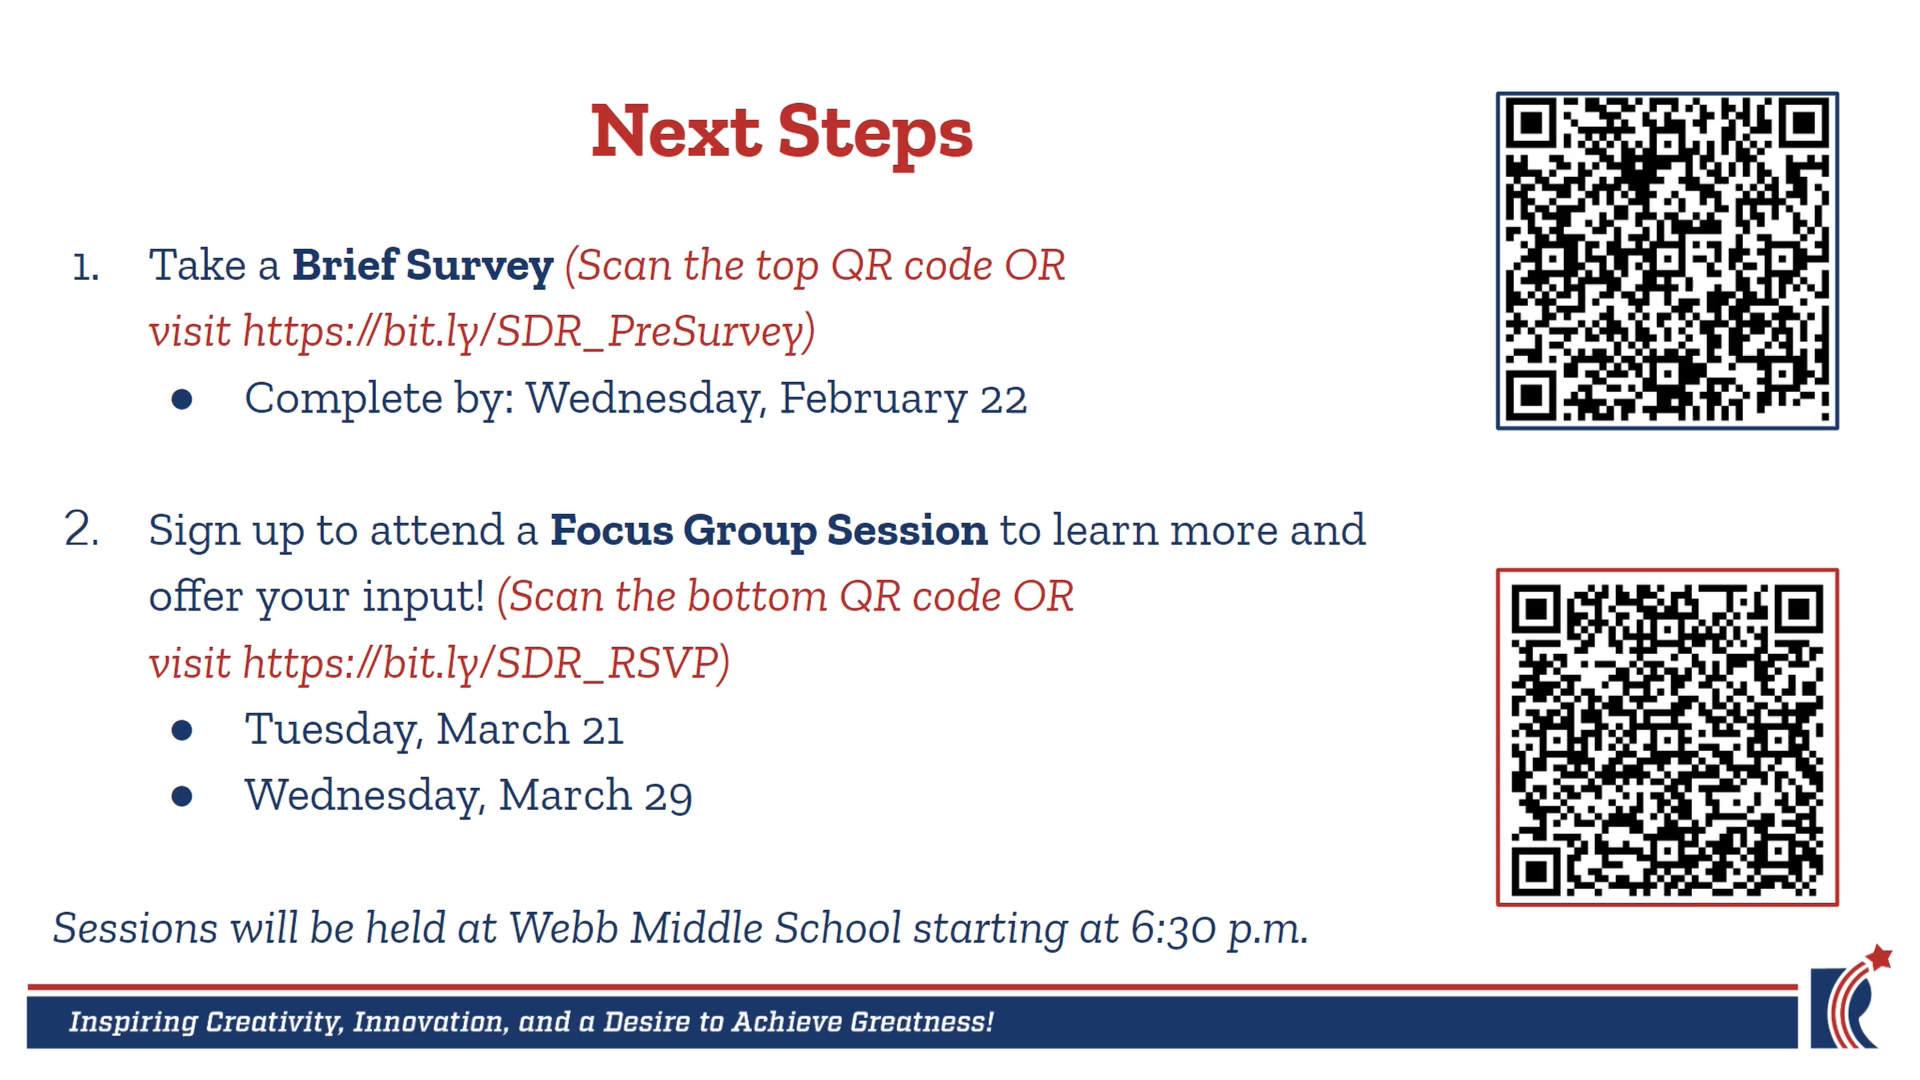 Next Steps
1. Take a Brief Survey (Scan the top QR code OR
visit https://bit.ly/SDR_PreSurvey)
● Complete by: Wednesday, February 22
2. Sign up to attend a Focus Group Session to learn more and
offer your input! (Scan the bottom QR code OR
visit https://bit.ly/SDR_RSVP)
● Tuesday, March 21
● Wednesday, March 29
Sessions will be held at Webb Middle School starting at 6:30 p.m.
Inspiring Creativity, Innovation, and a Desire to Achieve Greatness!